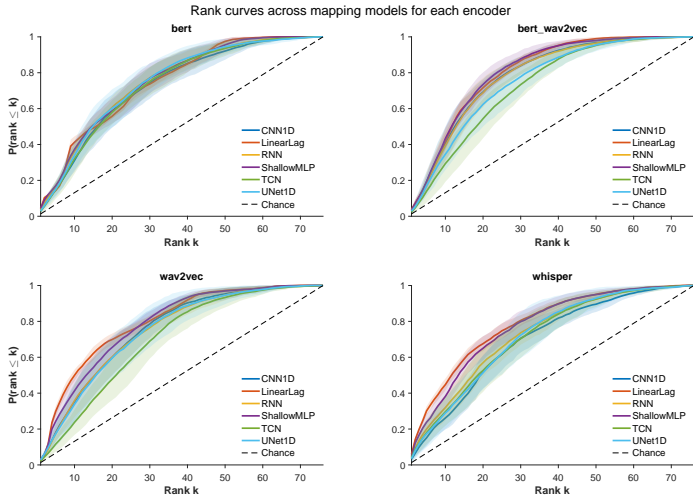 Rank curves across mapping models for each encoder
bert
P(rank ≤ k)
1
0.8
0.6
0.4
0.2
0
10 20 30 40 50 60 70
Rank k
CNN1D
LinearLag
RNN
ShallowMLP
TCN
UNet1D
Chance
bert_wav2vec
1
0.8
0.6
0.4
0.2
0
10 20 30 40 50 60 70
Rank k
CNN1D
LinearLag
RNN
ShallowMLP
TCN
UNet1D
Chance
wav2vec
P(rank ≤ k)
1
0.8
0.6
0.4
0.2
0
10 20 30 40 50 60 70
Rank k
CNN1D
LinearLag
RNN
ShallowMLP
TCN
UNet1D
Chance
whisper
1
0.8
0.6
0.4
0.2
0
10 20 30 40 50 60 70
Rank k
CNN1D
LinearLag
RNN
ShallowMLP
TCN
UNet1D
Chance